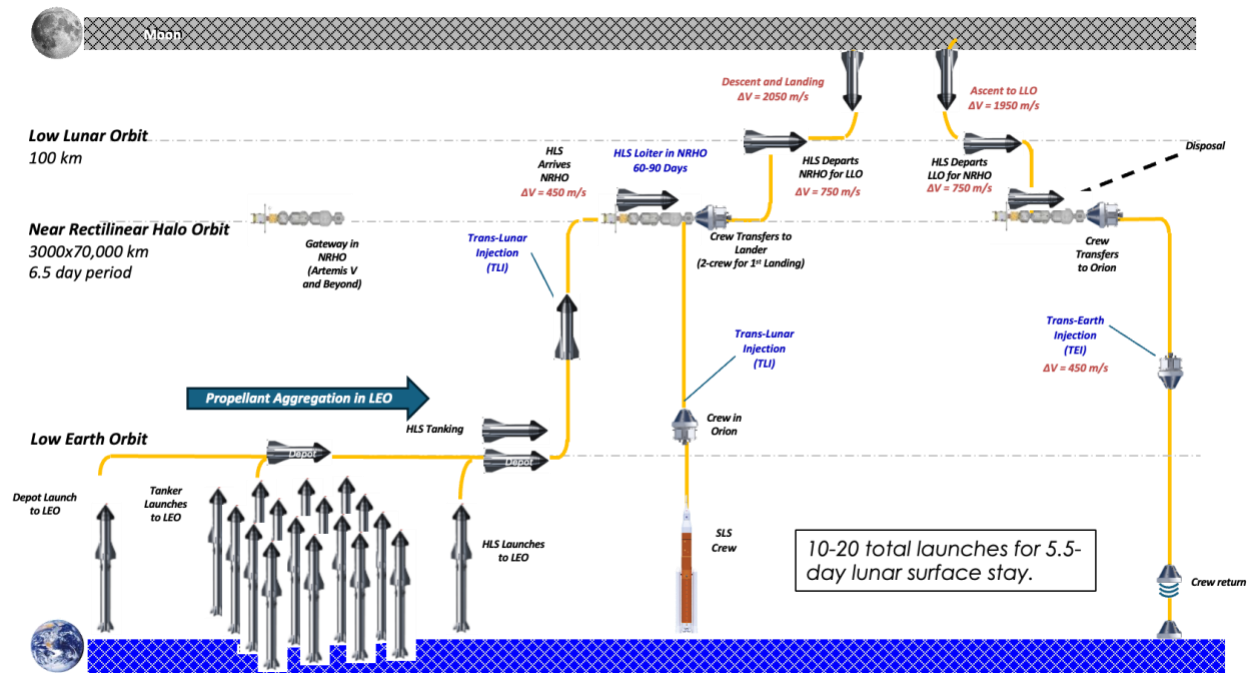 Moon
Descent and Landing
ΔV = 2050 m/s
Ascent to LLO
ΔV = 1950 m/s
Low Lunar Orbit
100 km
HLS
Arrives
NRHO
ΔV = 450 m/s
HLS Loiter in NRHO
60-90 Days
HLS Departs
NRHO for LLO
ΔV = 750 m/s
HLS Departs
LLO for NRHO
ΔV = 750 m/s
Disposal
Near Rectilinear Halo Orbit
3000x70,000 km
6.5 day period
Gateway in
NRHO
(Artemis V
and Beyond)
Trans-Lunar
Injection
(TLI)
Crew Transfers to
Lander
(2-crew for 1st Landing)
Crew
Transfers
to Orion
Trans-Lunar
Injection
(TLI)
Trans-Earth
Injection
(TEI)
ΔV = 450 m/s
Propellant Aggregation in LEO
HLS Tanking
Crew in
Orion
Low Earth Orbit
Depot
Depot
Depot Launch
to LEO
Tanker
Launches
to LEO
HLS Launches
to LEO
SLS
Crew
10-20 total launches for 5.5-
day lunar surface stay.
Crew return